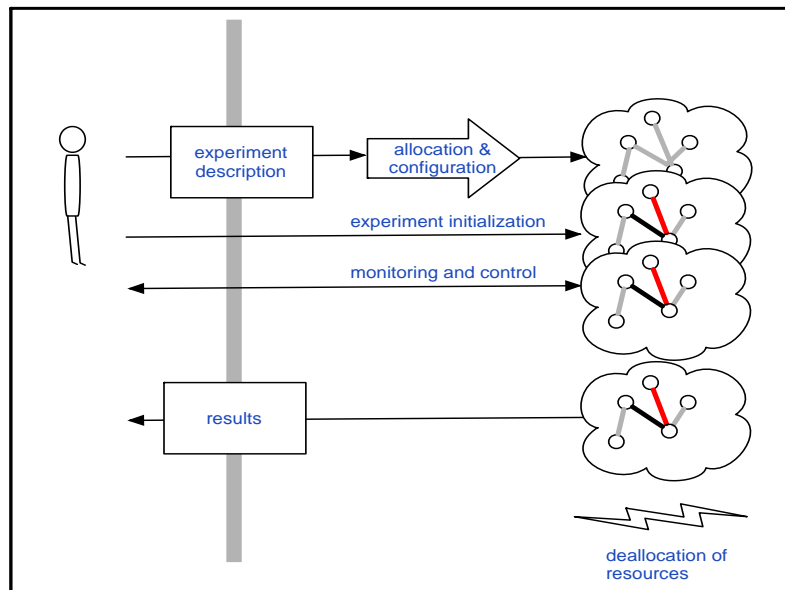 experiment
description
allocation &
configuration
experiment initialization
monitoring and control
results
deallocation of
resources